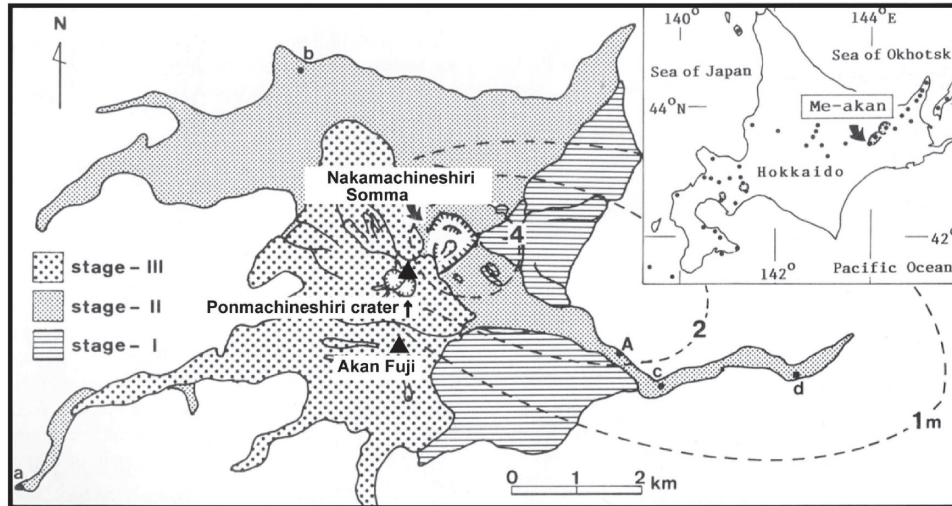 N
b
Nakamachineshiri
Somma
4
stage - III
stage - II
stage - I
Ponmachineshiri crater
Akan Fuji
2
A
c
d
1 m
a
0 1 2 km
140° 144°E
Sea of Okhotsk
Sea of Japan
44°N
Me-akan
Hokkaido
42°
142°
Pacific Ocean